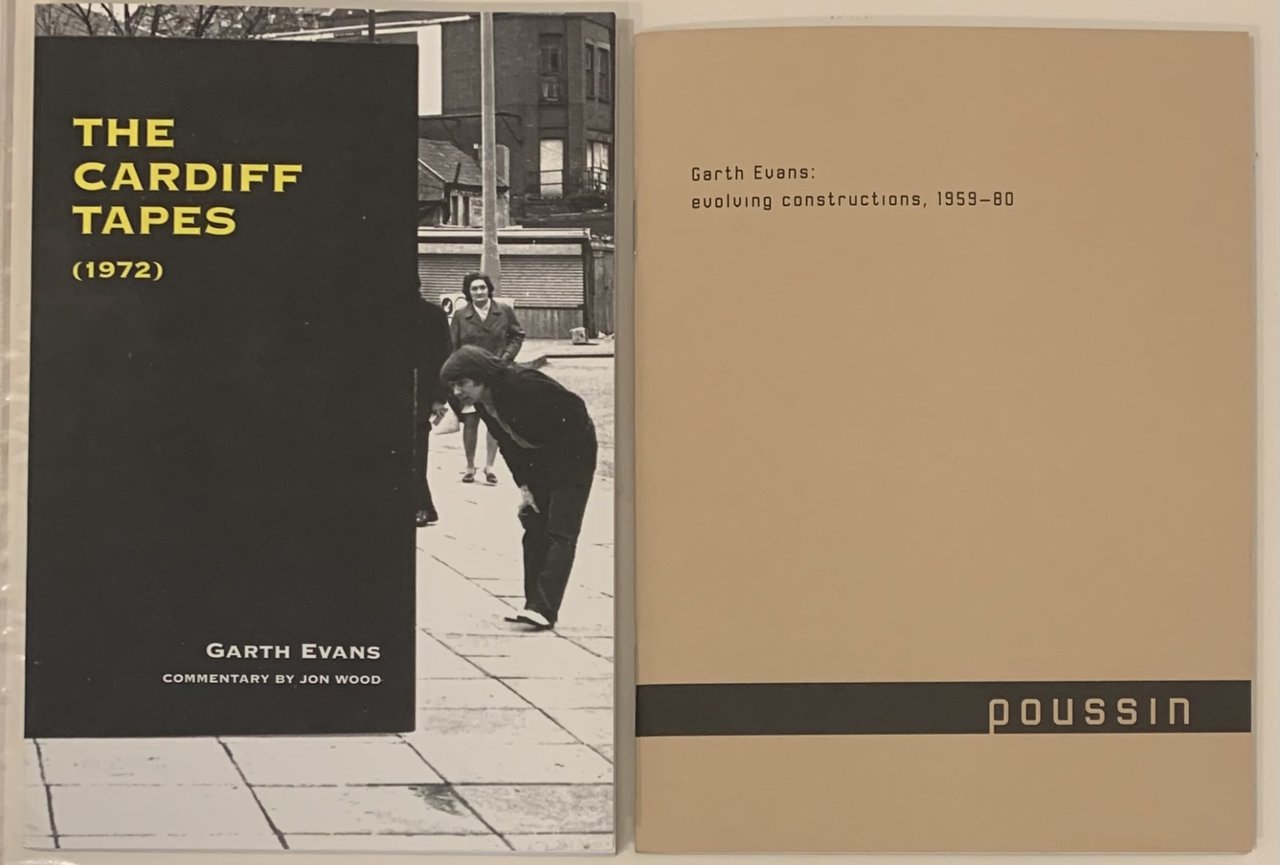 THE
CARDIFF
TAPES
(1972)
GARTH EVANS
COMMENTARY BY JON WOOD
Garth Evans:
evolving constructions, 1959–80
poussin